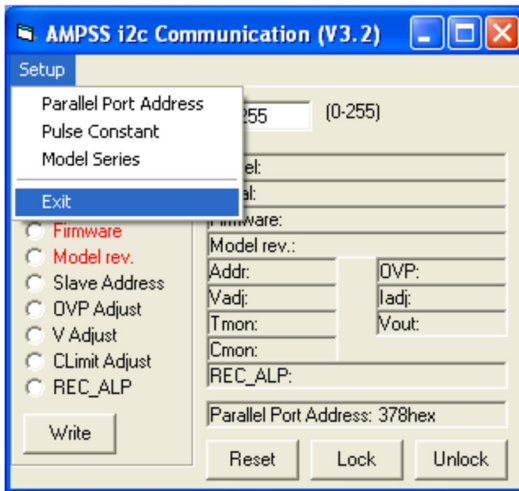 AMPSS i2c Communication (V3.2)
Setup
Parallel Port Address
Pulse Constant
Model Series
Exit
(0-255)
Firmware:
Model rev.:
Addr:
OVP:
Vadj:
Iadj:
Tmon:
Vout:
Cmon:
REC_ALP:
Parallel Port Address: 378hex
Firmware
Model rev.
Slave Address
OVP Adjust
V Adjust
CLimit Adjust
REC_ALP
Write
Reset
Lock
Unlock